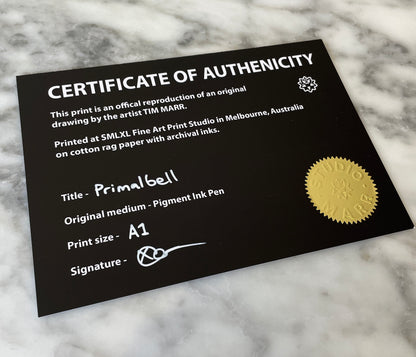 CERTIFICATE OF AUTHENICITY
This print is an offical reproduction of an original
drawing by the artist TIM MARR.
Printed at SMLXL Fine Art Print Studio in Melbourne, Australia
on cotton rag paper with archival inks.
Title - Primalbell
Original medium - Pigment Ink Pen
Print size - A1
Signature -
STUDIO
MARR